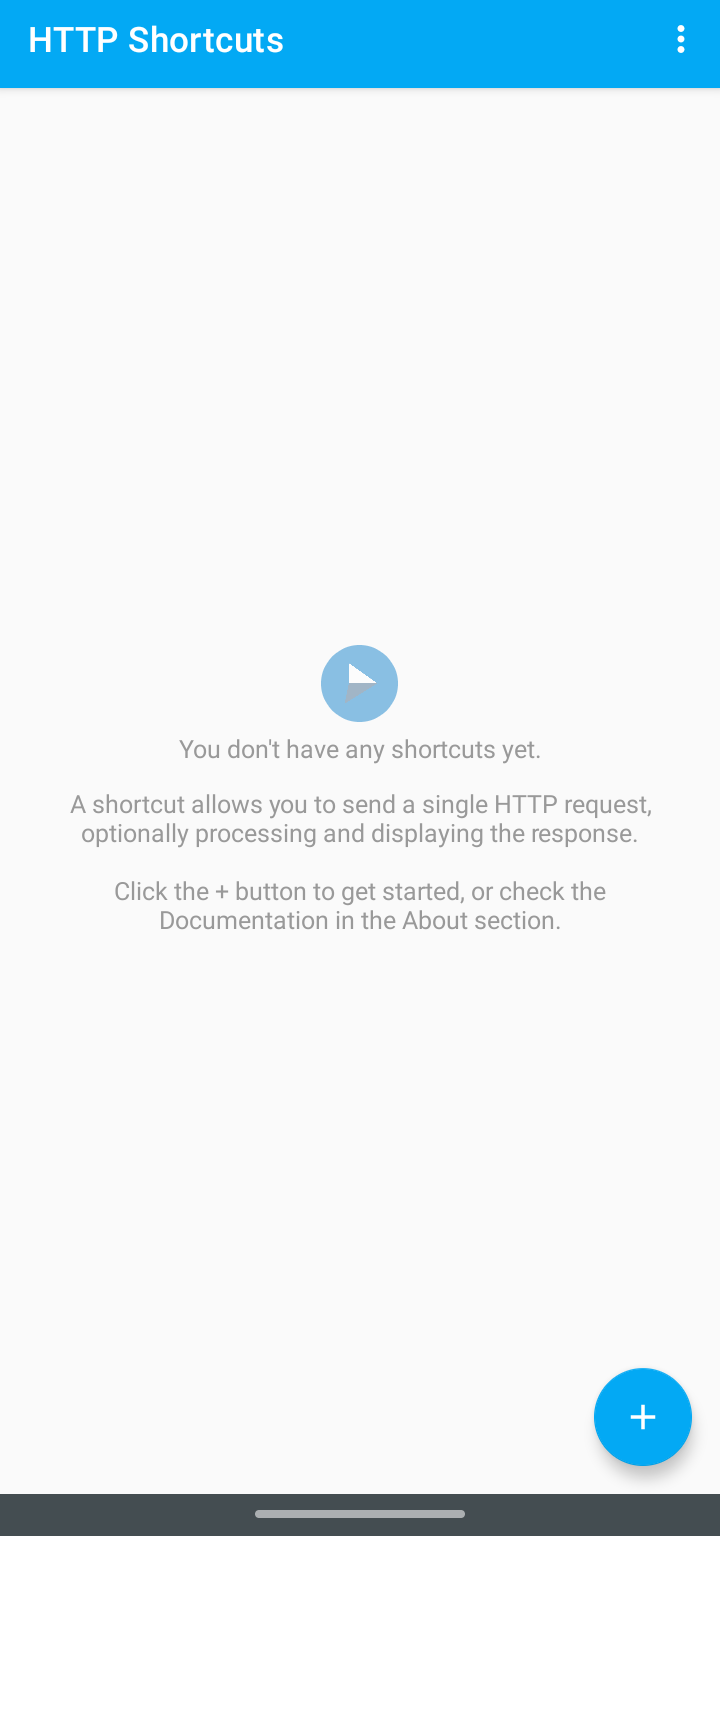 HTTP Shortcuts
You don't have any shortcuts yet.
A shortcut allows you to send a single HTTP request,
optionally processing and displaying the response.
Click the + button to get started, or check the
Documentation in the About section.